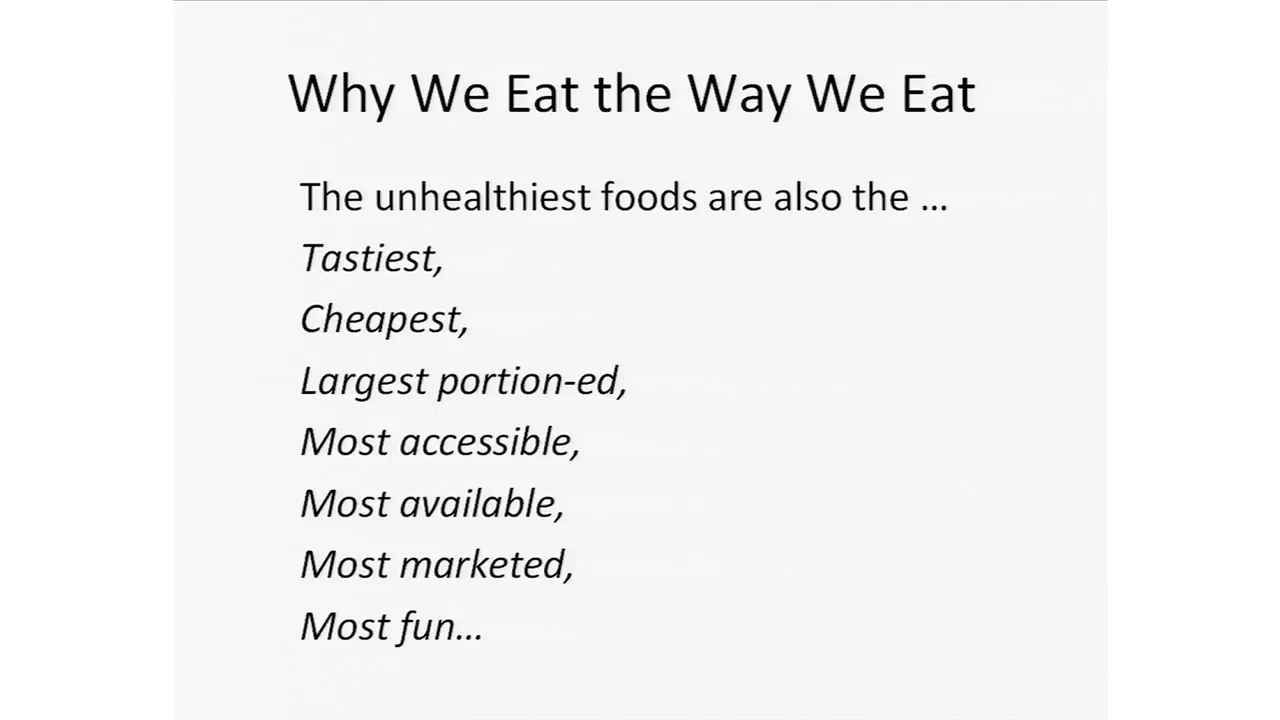 Why We Eat the Way We Eat
The unhealthiest foods are also the …
Tastiest,
Cheapest,
Largest portion-ed,
Most accessible,
Most available,
Most marketed,
Most fun…